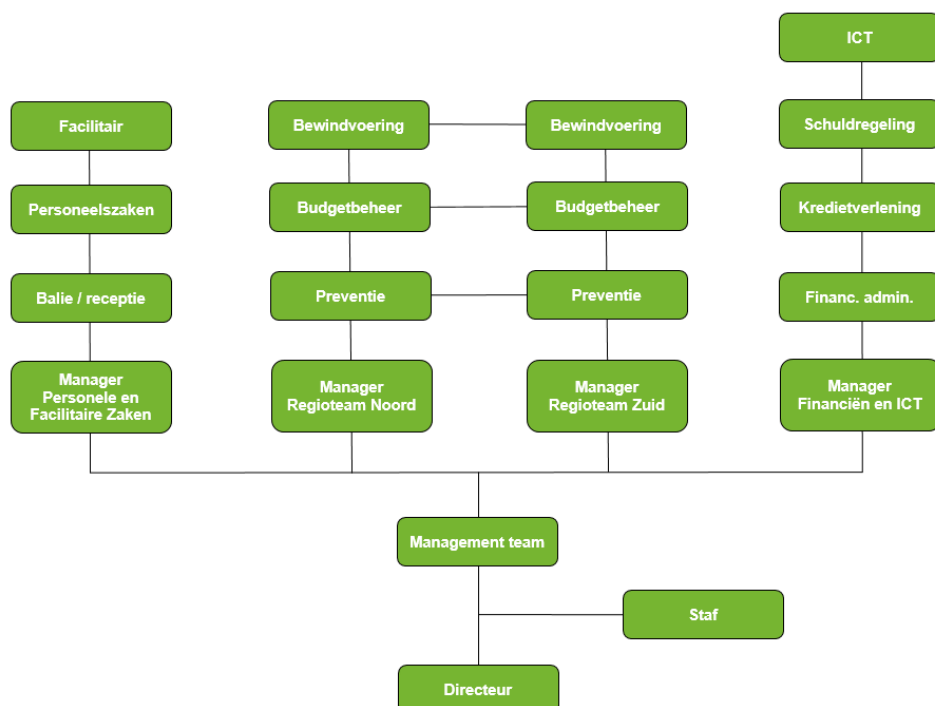 ICT
Facilitair
Bewindvoering
Bewindvoering
Schuldregeling
Personeelszaken
Budgetbeheer
Budgetbeheer
Kredietverlening
Balie / receptie
Preventie
Preventie
Financ. admin.
Manager
Personele en
Facilitaire Zaken
Manager
Regioteam Noord
Manager
Regioteam Zuid
Manager
Financiën en ICT
Management team
Staf
Directeur